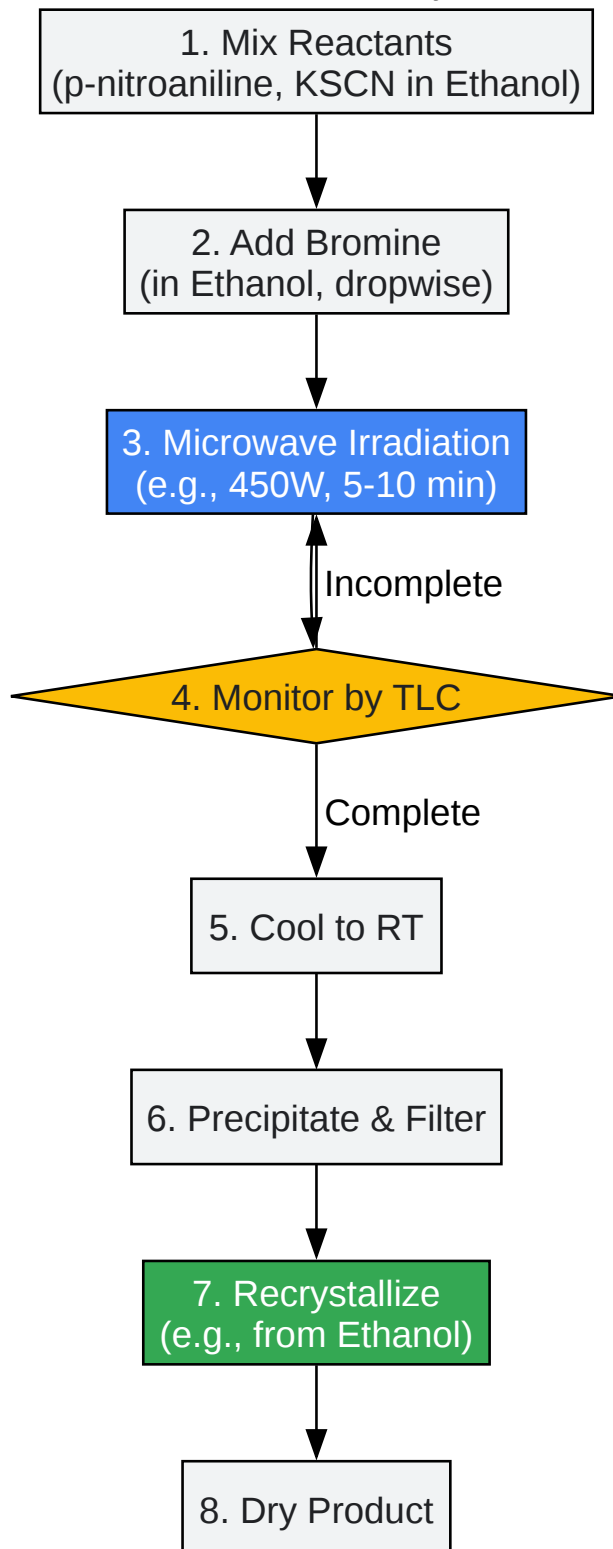 1. Mix Reactants
(p-nitroaniline, KSCN in Ethanol)
2. Add Bromine
(in Ethanol, dropwise)
3. Microwave Irradiation
(e.g., 450W, 5-10 min)
Incomplete
4. Monitor by TLC
Complete
5. Cool to RT
6. Precipitate & Filter
7. Recrystallize
(e.g., from Ethanol)
8. Dry Product